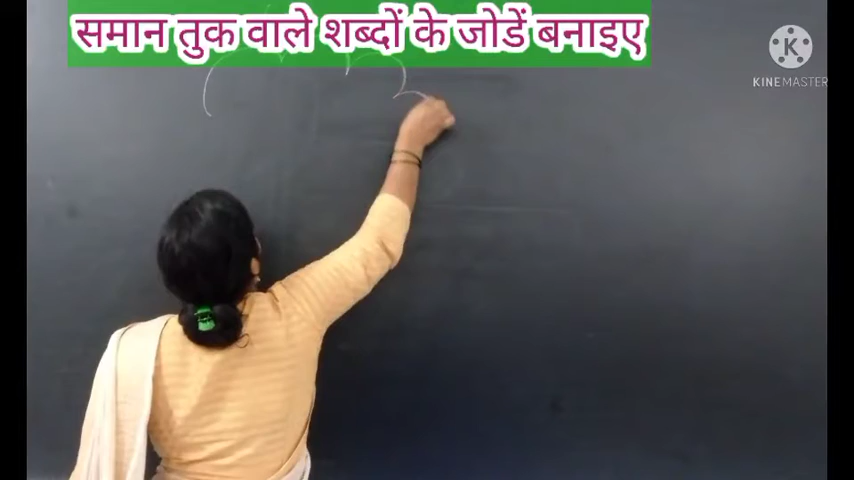 समान तुक वाले शब्दों के जोडें बनाइए
KINEMASTER